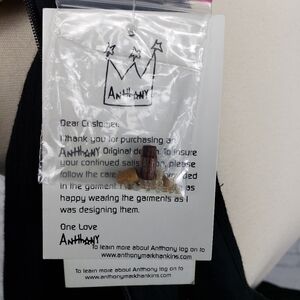 ANTHONY
Dear Customer,
I thank you for purchasing an
ANTHONY Original design. To insure
your continued satisfaction, please
follow the care
in the garment
happy wearing the garments as I
was designing them.
One Love
ANTHONY
To learn more about Anthony log on to
www.anthonymarkhankins.com
To learn more about Anthony log on to
www.anthonymarkhankins.com